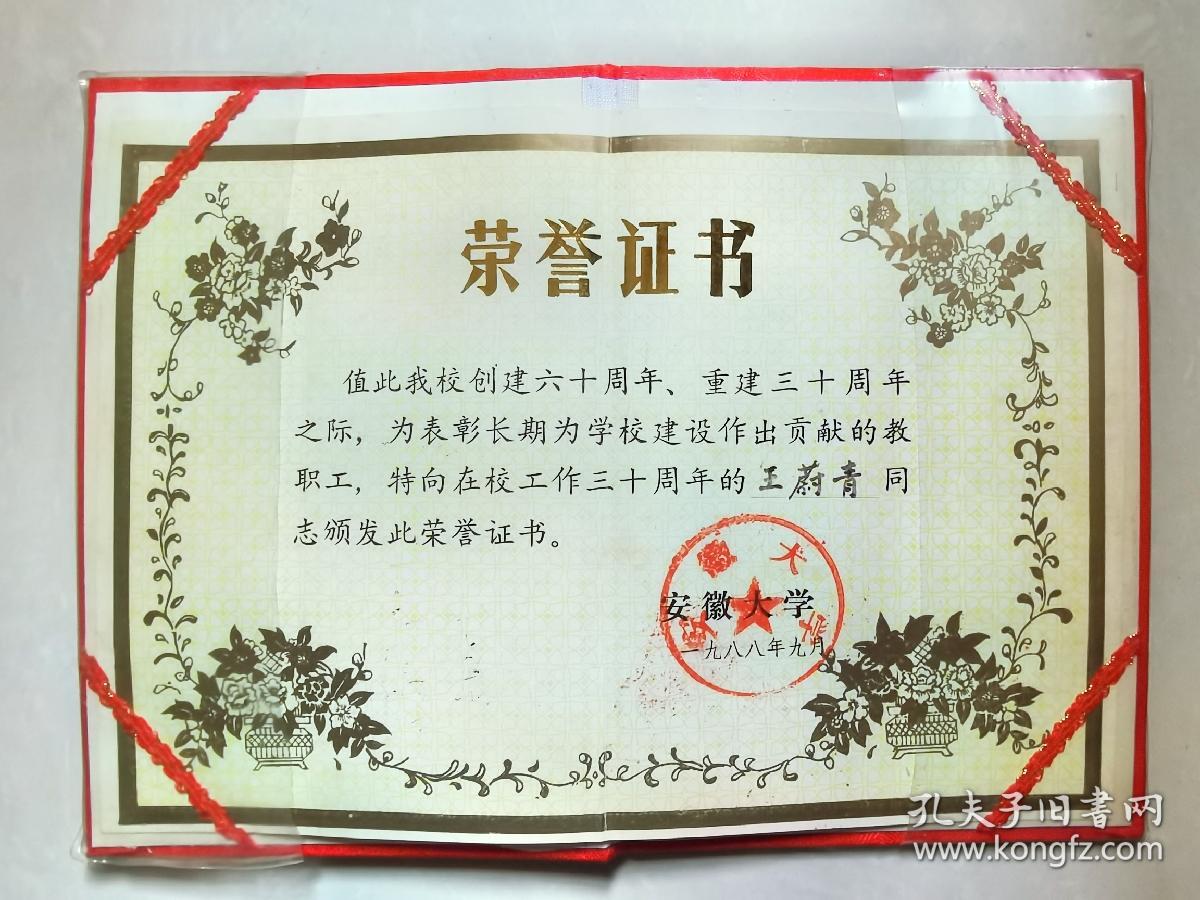 荣誉证书
值此我校创建六十周年、重建三十周年
之际，为表彰长期为学校建设作出贡献的教
职工，特向在校工作三十周年的王蔚青同
志颁发此荣誉证书。
安徽大学
安徽大学
一九八八年九月
孔夫子旧书网
www.kongfz.com